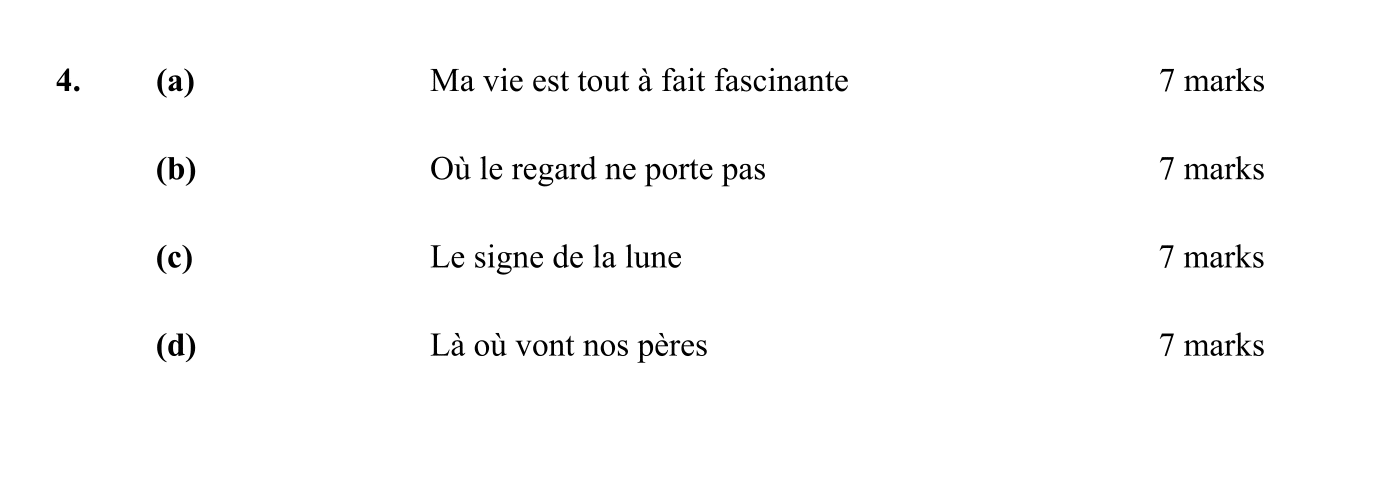 4. (a) Ma vie est tout à fait fascinante 7 marks
(b) Où le regard ne porte pas 7 marks
(c) Le signe de la lune 7 marks
(d) Là où vont nos pères 7 marks